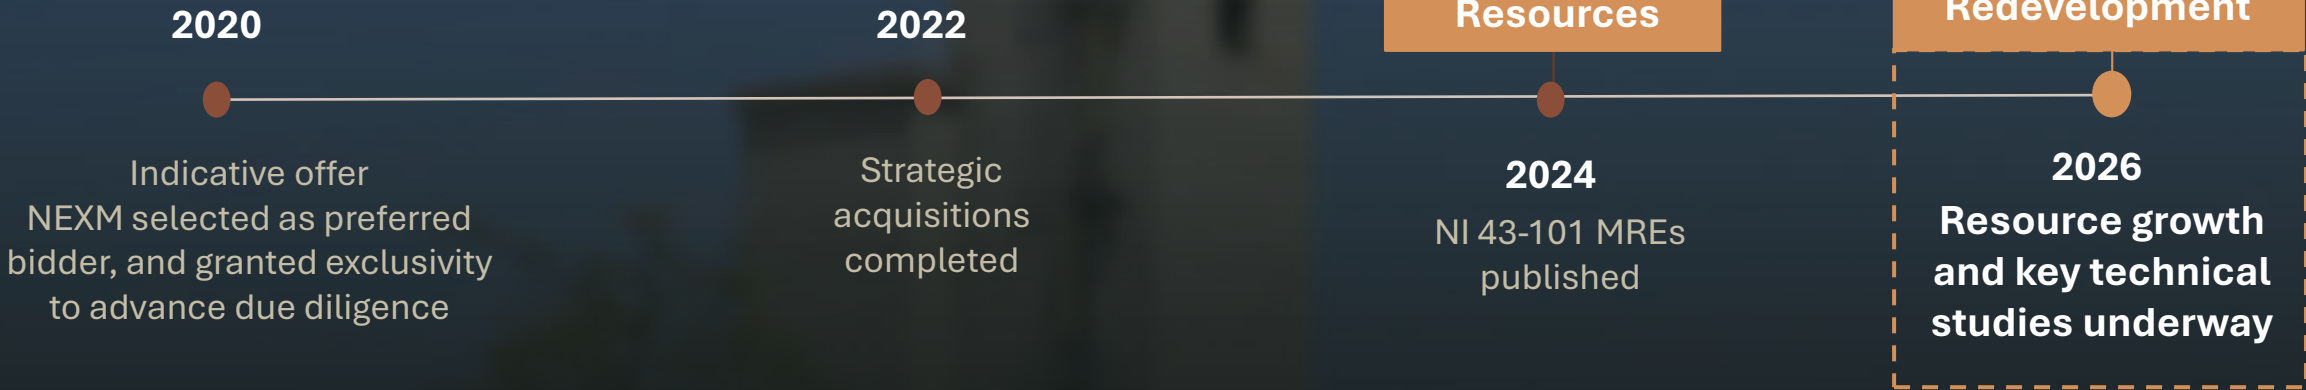 2020
2022
Resources
Redevelopment
Indicative offer
NEXM selected as preferred
bidder, and granted exclusivity
to advance due diligence
Strategic
acquisitions
completed
2024
NI 43-101 MREs
published
2026
Resource growth
and key technical
studies underway